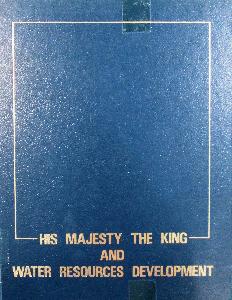 HIS MAJESTY THE KING
AND
WATER RESOURCES DEVELOPMENT